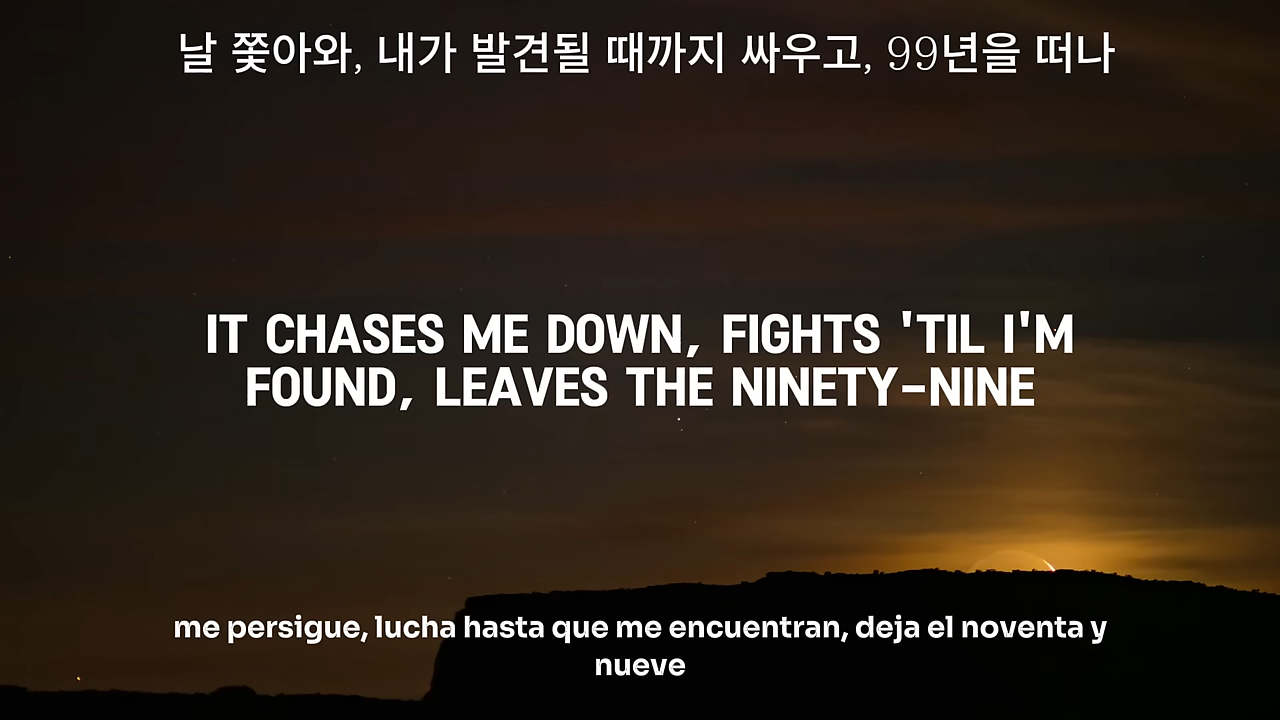 날 쫓아와, 내가 발견될 때까지 싸우고, 99년을 떠나
IT CHASES ME DOWN, FIGHTS 'TIL I'M
FOUND, LEAVES THE NINETY-NINE
me persigue, lucha hasta que me encuentran, deja el noventa y
nueve